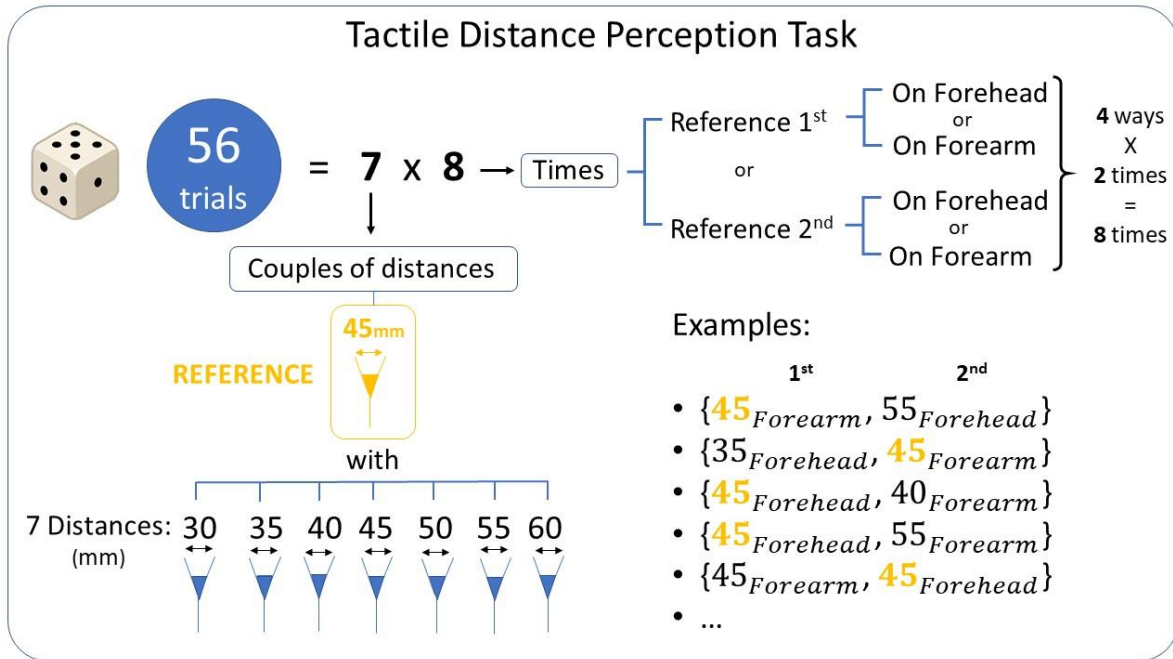 Tactile Distance Perception Task
56
trials
= 7 x 8
Times
Reference 1st
or
Reference 2nd
On Forehead
or
On Forearm
On Forehead
or
On Forearm
4 ways
X
2 times
=
8 times
Couples of distances
45mm
REFERENCE
with
7 Distances: 30 35 40 45 50 55 60
(mm)
Examples:
1st 2nd
• {45Forearm, 55Forehead}
• {35Forehead, 45Forearm}
• {45Forehead, 40Forearm}
• {45Forehead, 55Forearm}
• {45Forearm, 45Forehead}
• ...